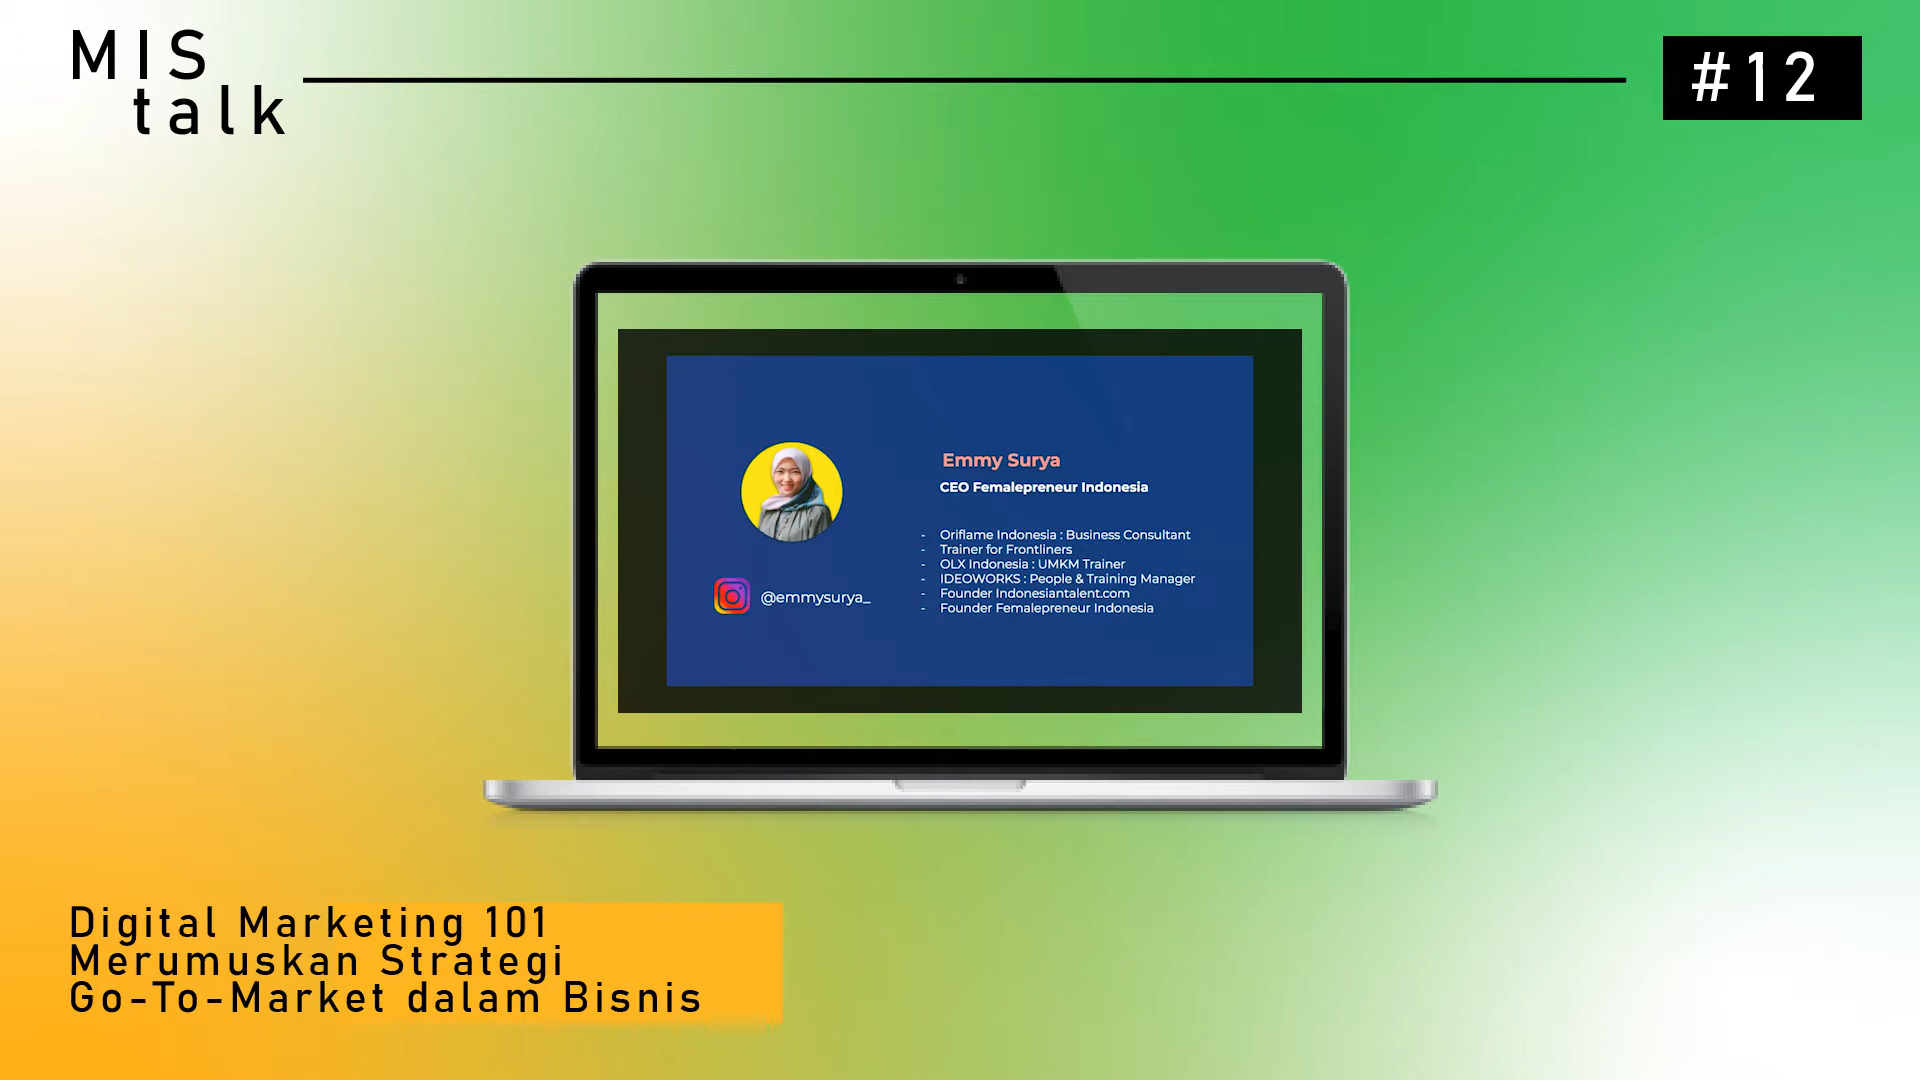 MIS
talk
#12
Emmy Surya
CEO Femalepreneur Indonesia
- Oriflame Indonesia : Business Consultant
- Trainer for Frontliners
- OLX Indonesia : UMKM Trainer
- IDEOWORKS : People & Training Manager
- Founder Indonesiantalent.com
- Founder Femalepreneur Indonesia
@emmysurya_
Digital Marketing 101
Merumuskan Strategi
Go-To-Market dalam Bisnis